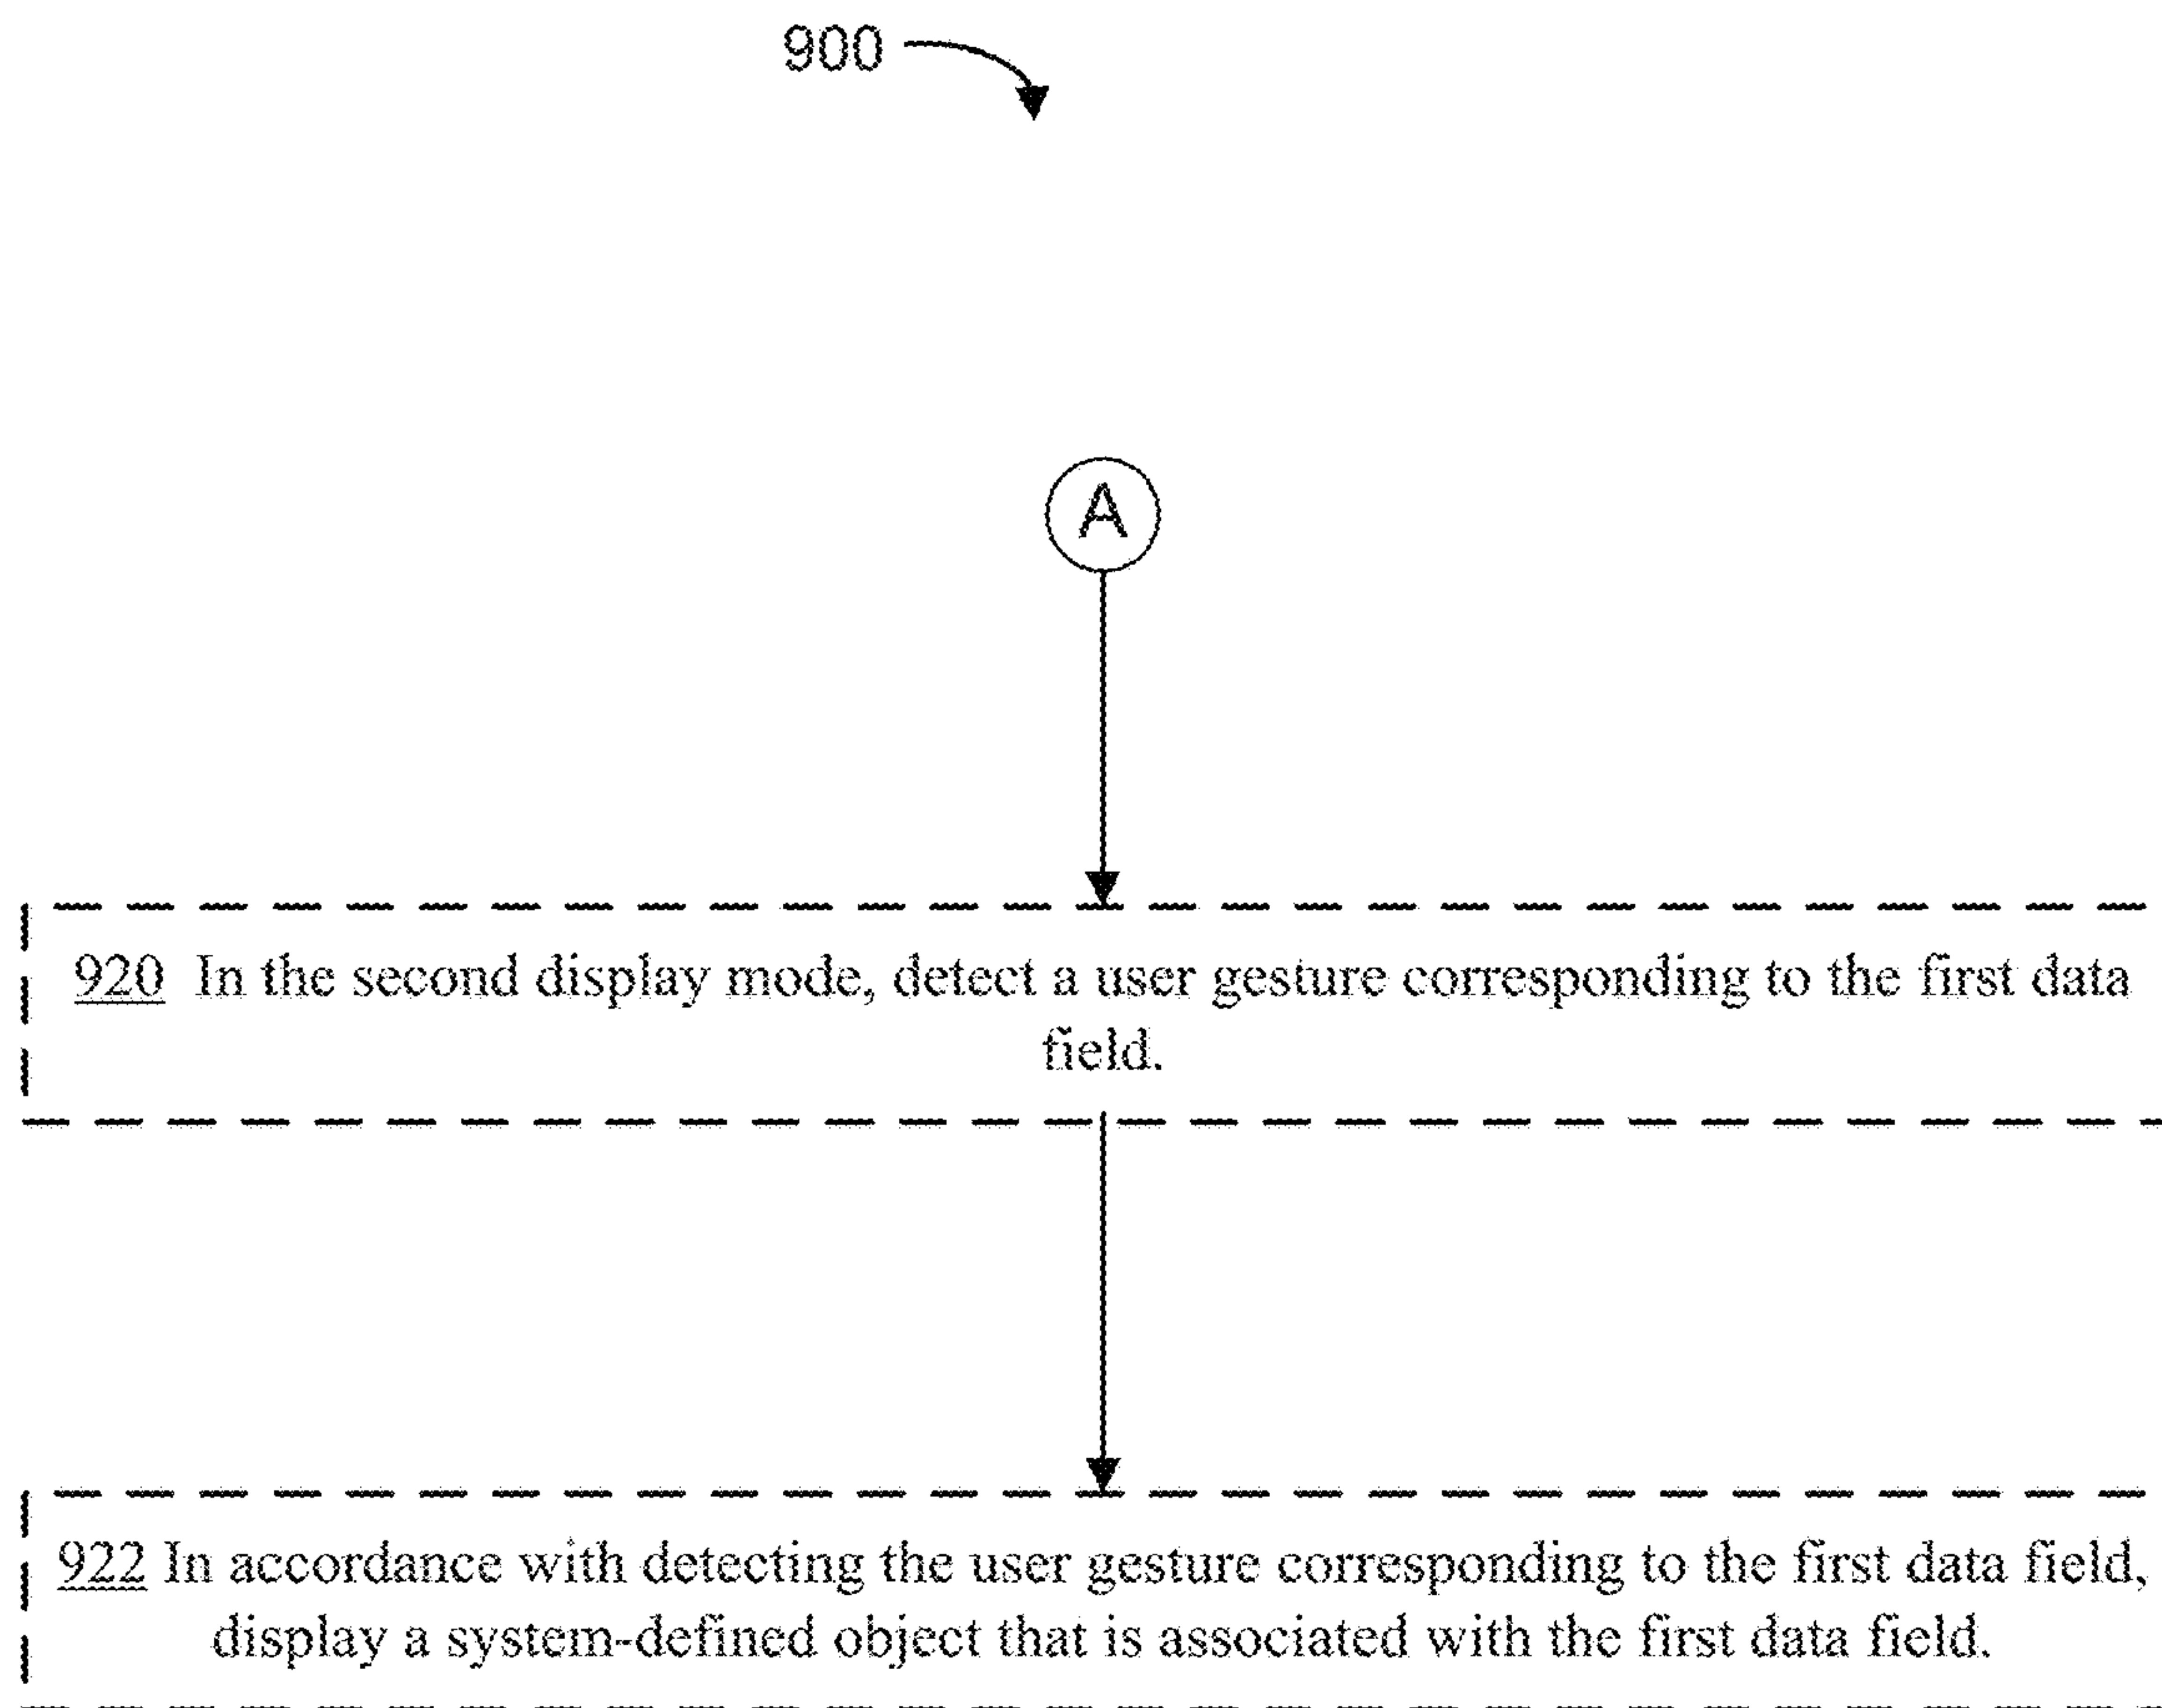 900
A
920 In the second display mode, detect a user gesture corresponding to the first data
field.
922 In accordance with detecting the user gesture corresponding to the first data field,
display a system-defined object that is associated with the first data field.